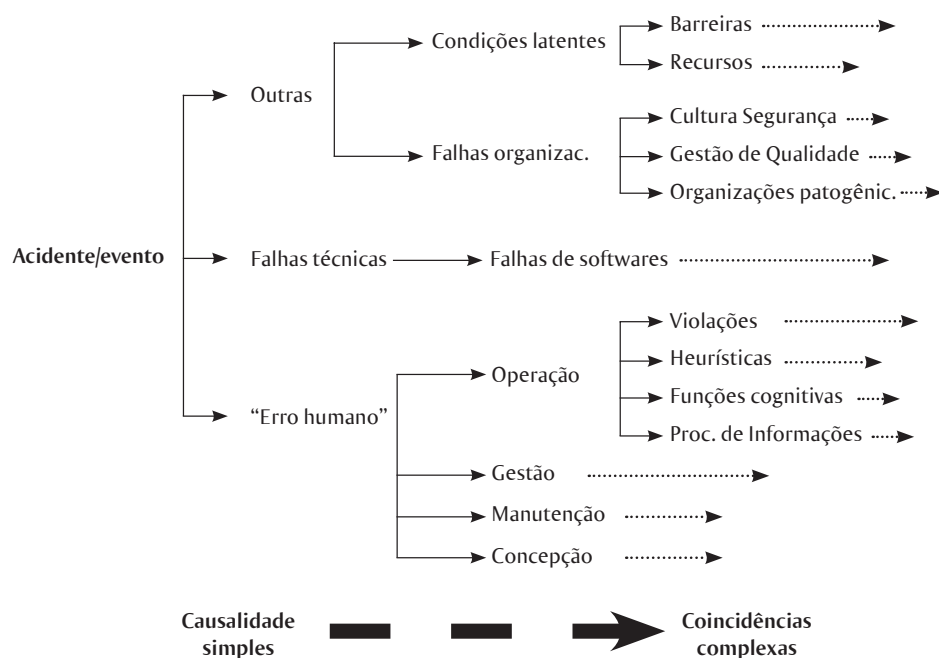 Barreiras
Condições latentes
Recursos
Outras
Cultura Segurança
Falhas organizac.
Gestão de Qualidade
Organizações patogênic.
Acidente/evento
Falhas técnicas
Falhas de softwares
Violações
Heurísticas
Operação
Funções cognitivas
“Erro humano”
Proc. de Informações
Gestão
Manutenção
Concepção
Causalidade
simples
Coincidências
complexas